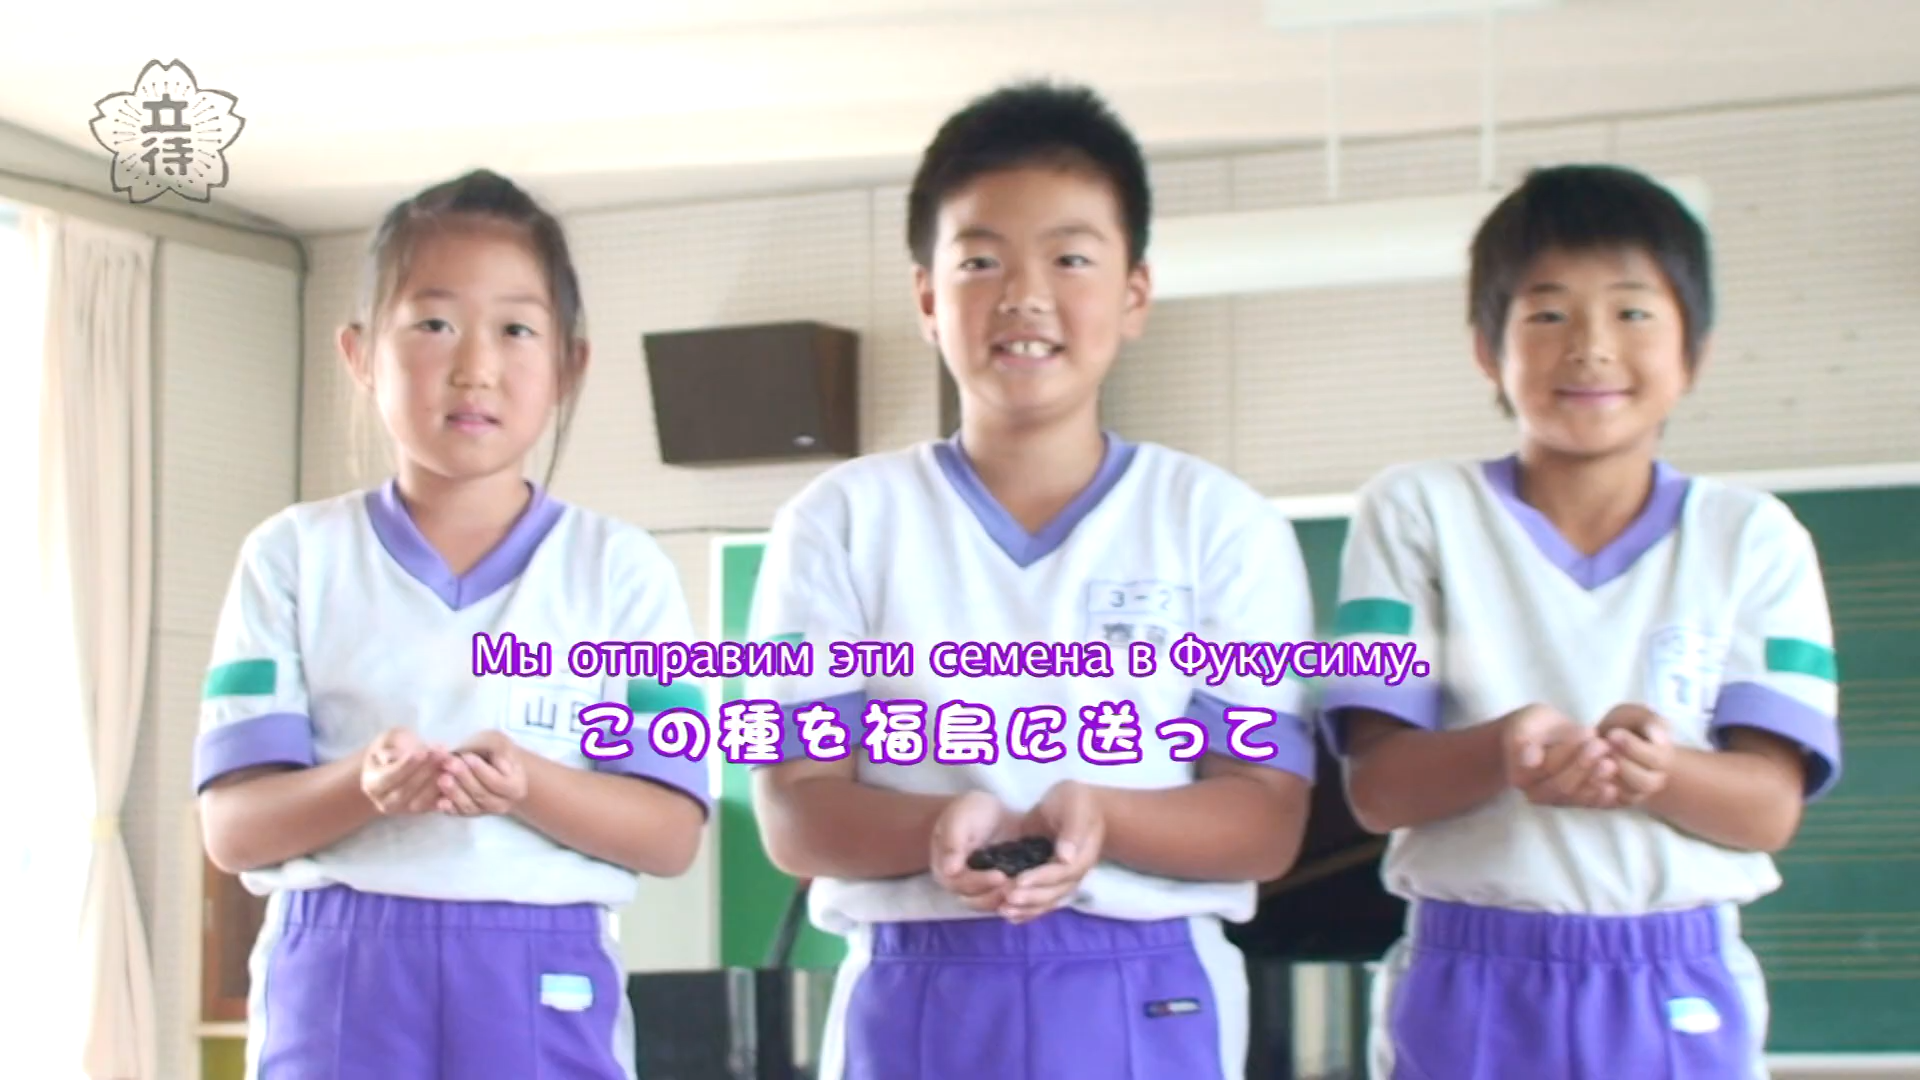 立
待
3-2
Мы отправим эти семена в Фукусиму.
山
この種を福島に送って